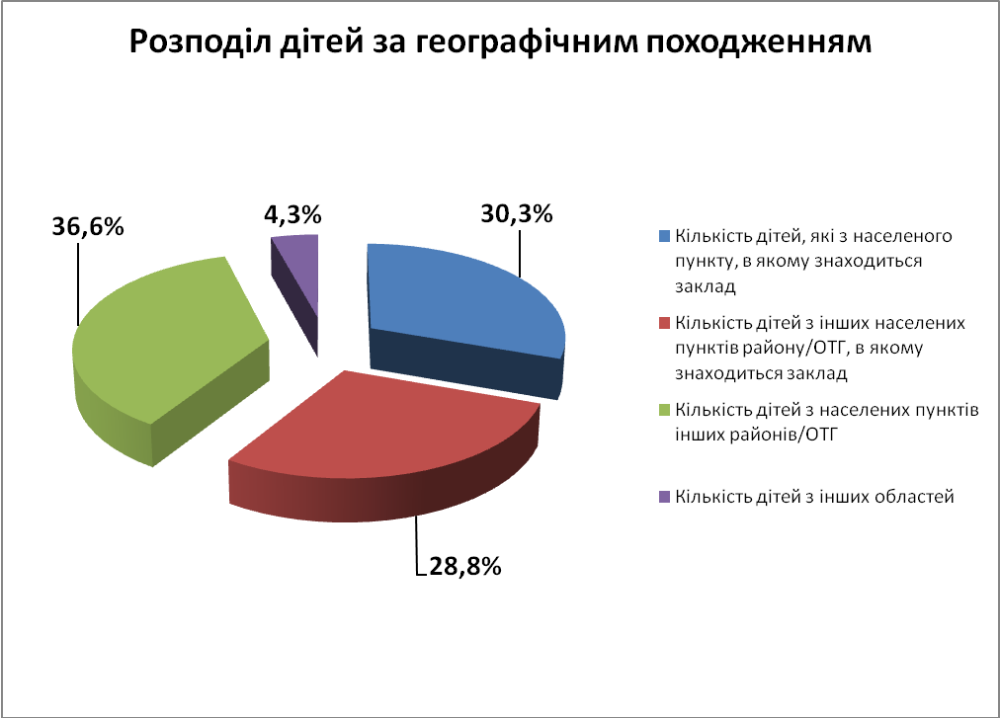 Розподіл дітей за географічним походженням
36,6%
4,3%
30,3%
28,8%
Кількість дітей, які з населеного
пункту, в якому знаходиться
заклад
Кількість дітей з інших населених
пунктів району/ОТГ, в якому
знаходиться заклад
Кількість дітей з населених пунктів
інших районів/ОТГ
Кількість дітей з інших областей